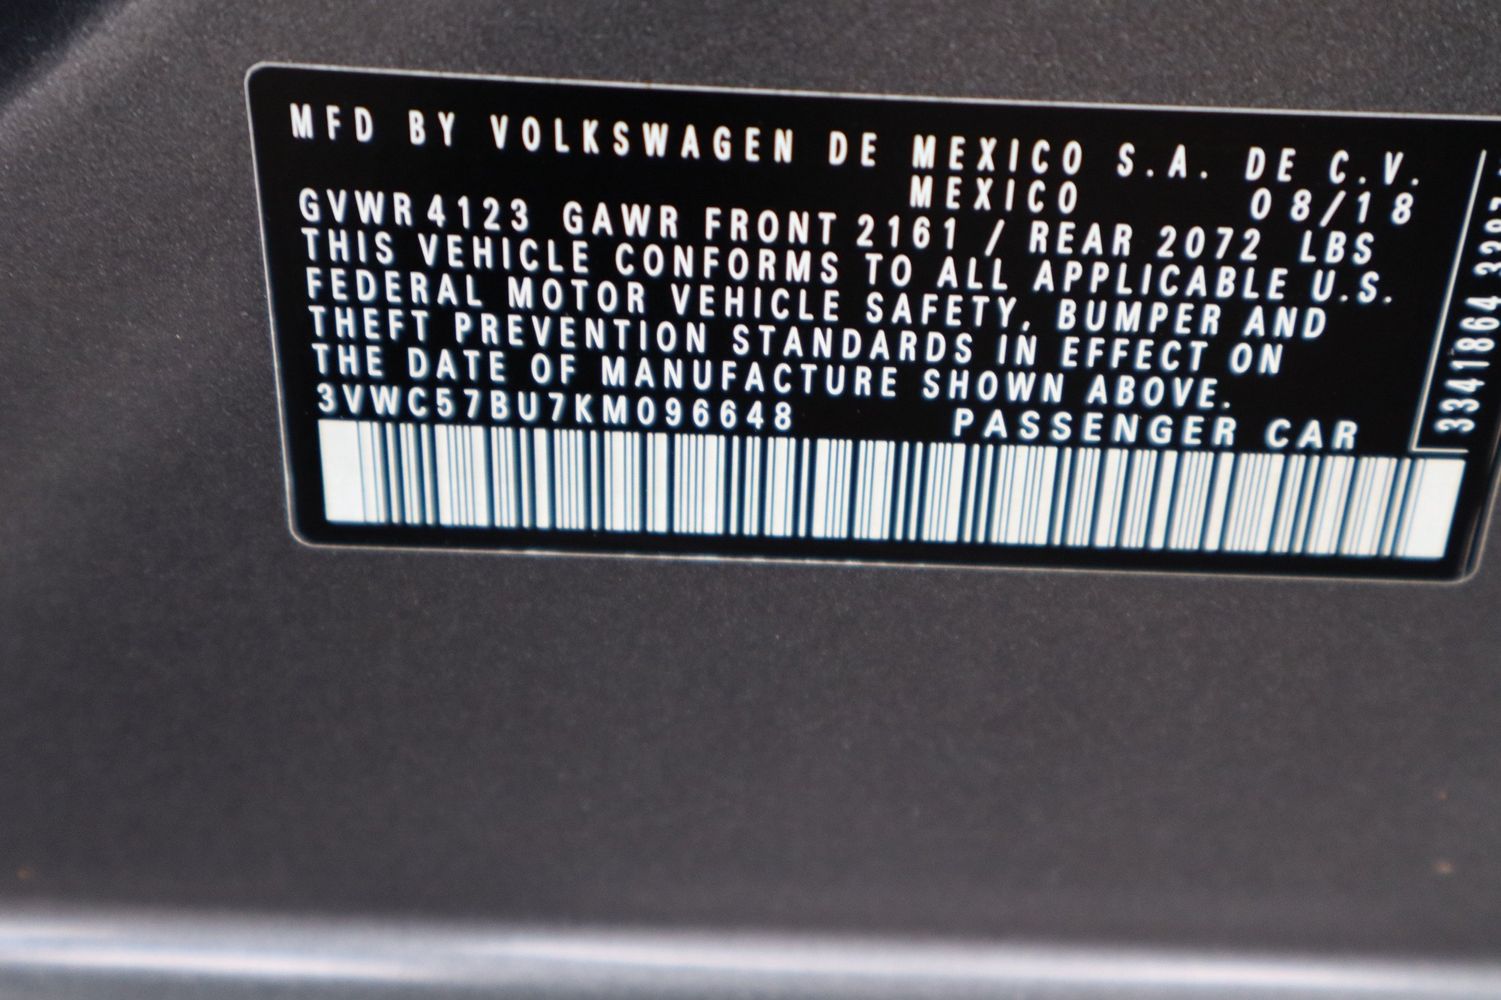 MFD BY VOLKSWAGEN DE MEXICO S.A. DE C.V.
MEXICO 08/18
GVWR 4123 GAWR FRONT 2161 / REAR 2072 LBS
THIS VEHICLE CONFORMS TO ALL APPLICABLE U.S.
FEDERAL MOTOR VEHICLE SAFETY, BUMPER AND
THEFT PREVENTION STANDARDS IN EFFECT ON
THE DATE OF MANUFACTURE SHOWN ABOVE.
3VWC57BU7KM096648 PASSENGER CAR
3341864